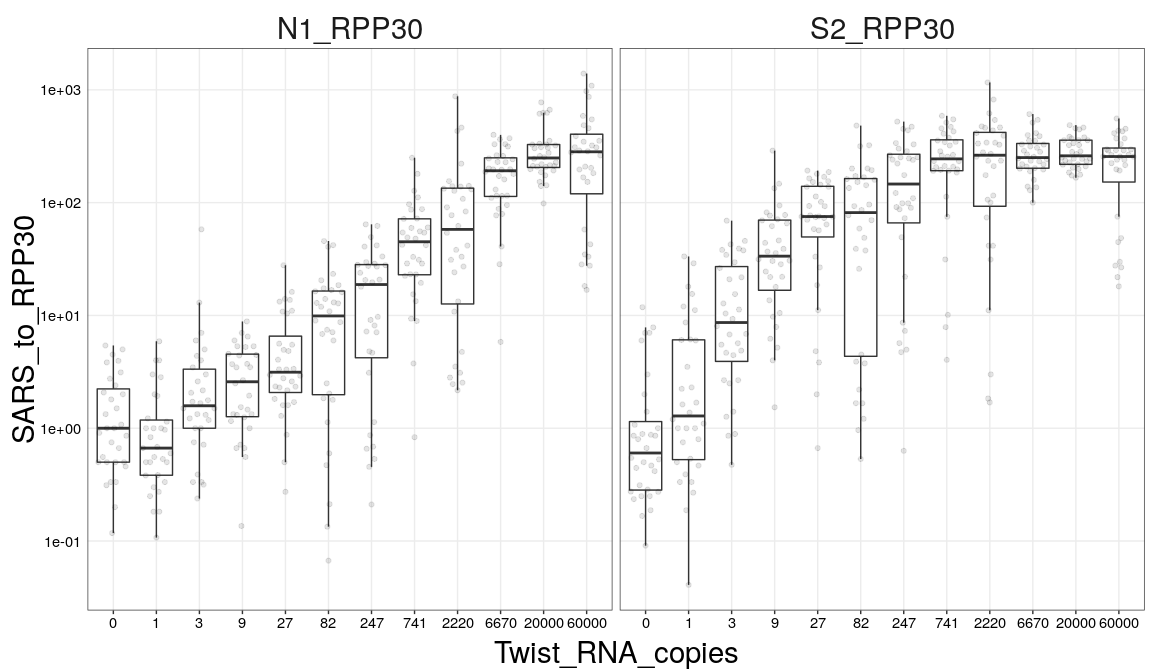 N1_RPP30 S2_RPP30
SARS_to_RPP30
1e+03
1e+02
1e+01
1e+00
1e-01
0 1 3 9 27 82 247 741 2220 6670 20000 60000 0 1 3 9 27 82 247 741 2220 6670 20000 60000
Twist_RNA_copies